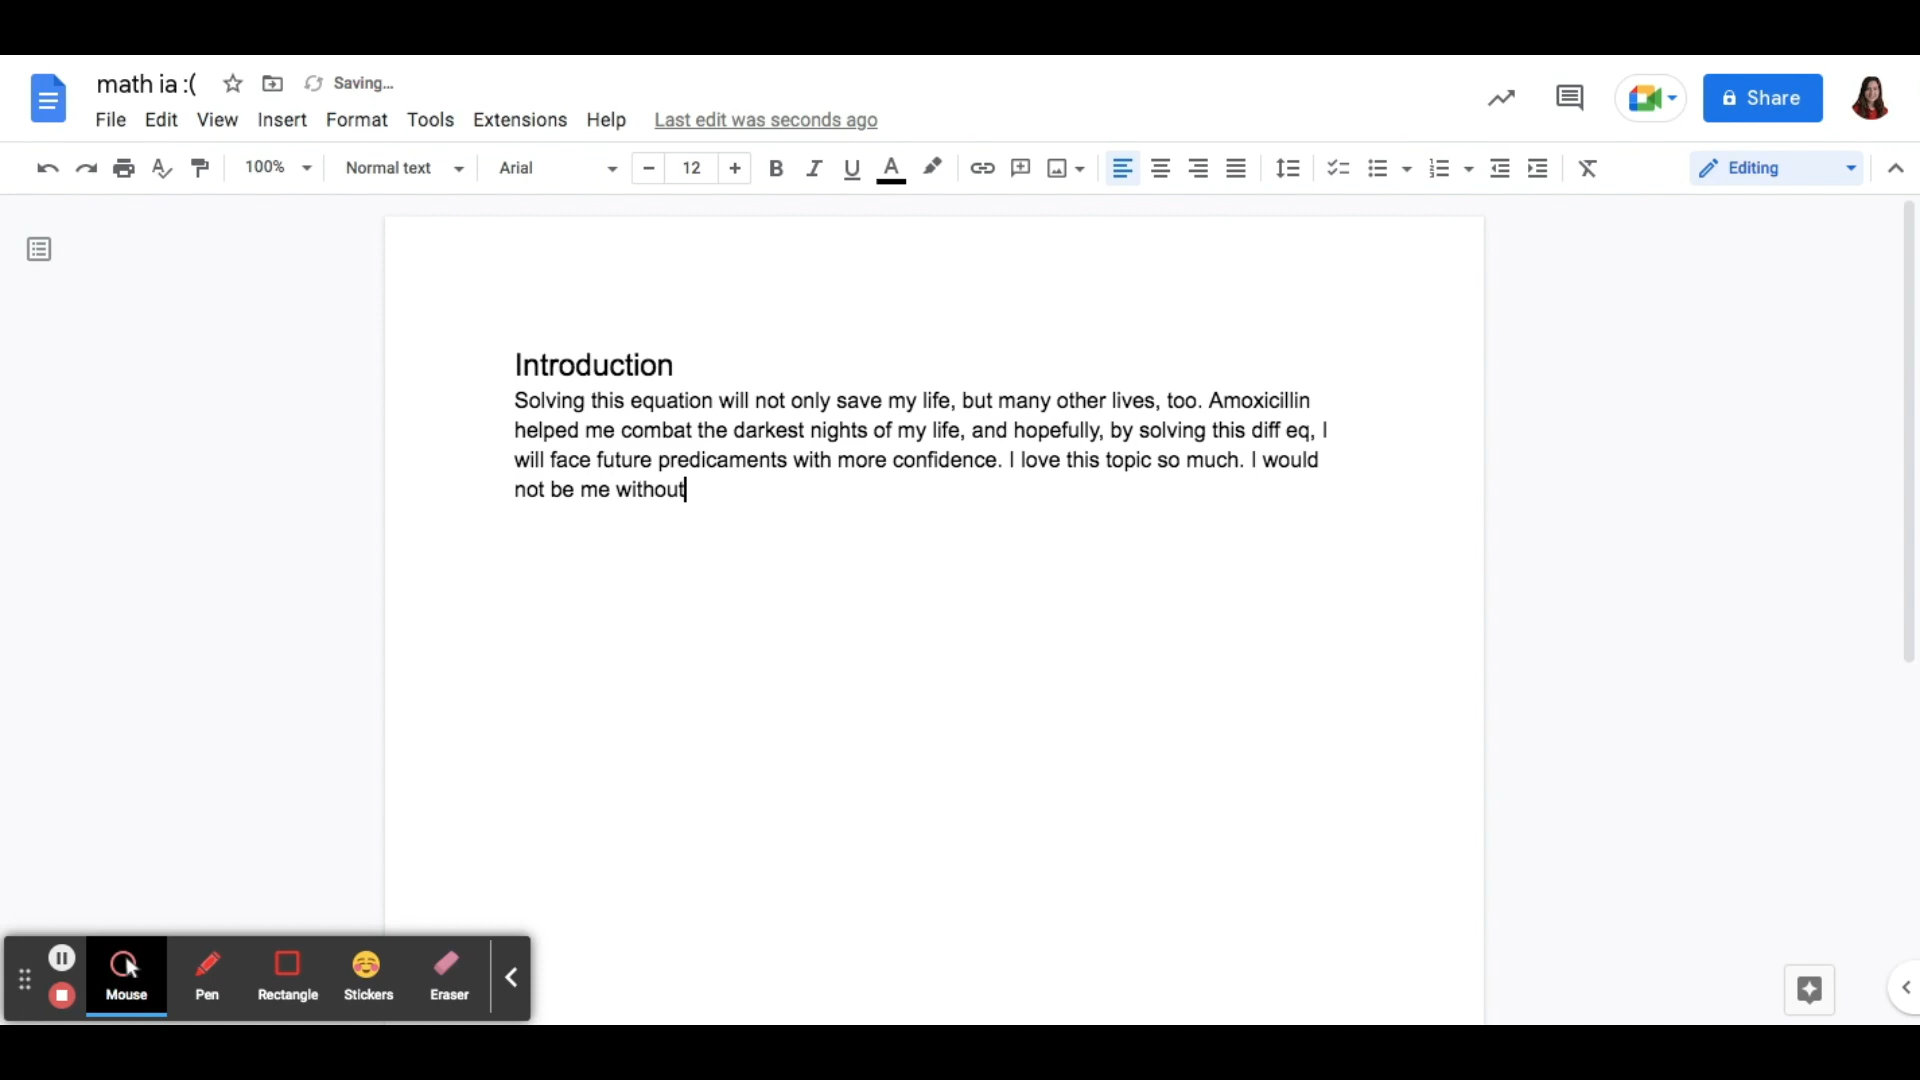 math ia :( Saving...
File Edit View Insert Format Tools Extensions Help Last edit was seconds ago
Share
100% Normal text Arial 12 Editing
Introduction
Solving this equation will not only save my life, but many other lives, too. Amoxicillin
helped me combat the darkest nights of my life, and hopefully, by solving this diff eq, I
will face future predicaments with more confidence. I love this topic so much. I would
not be me without
Mouse Pen Rectangle Stickers Eraser